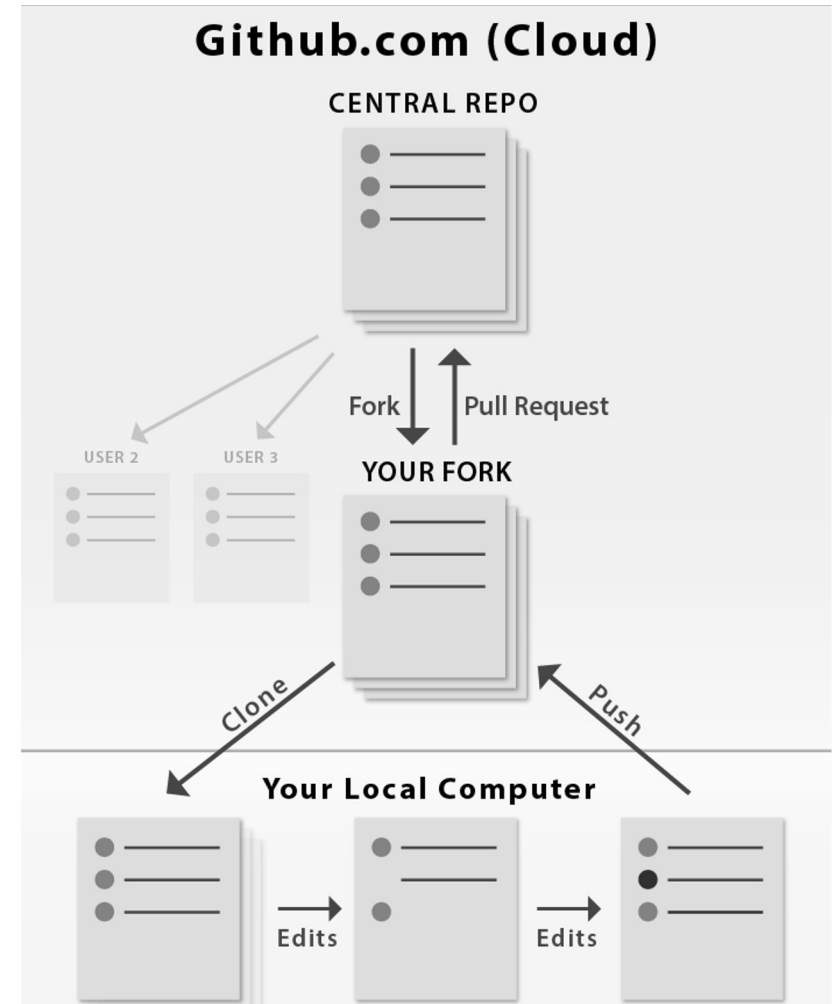 Github.com (Cloud)
CENTRAL REPO
Fork
Pull Request
USER 2
USER 3
YOUR FORK
Clone
Push
Your Local Computer
Edits
Edits